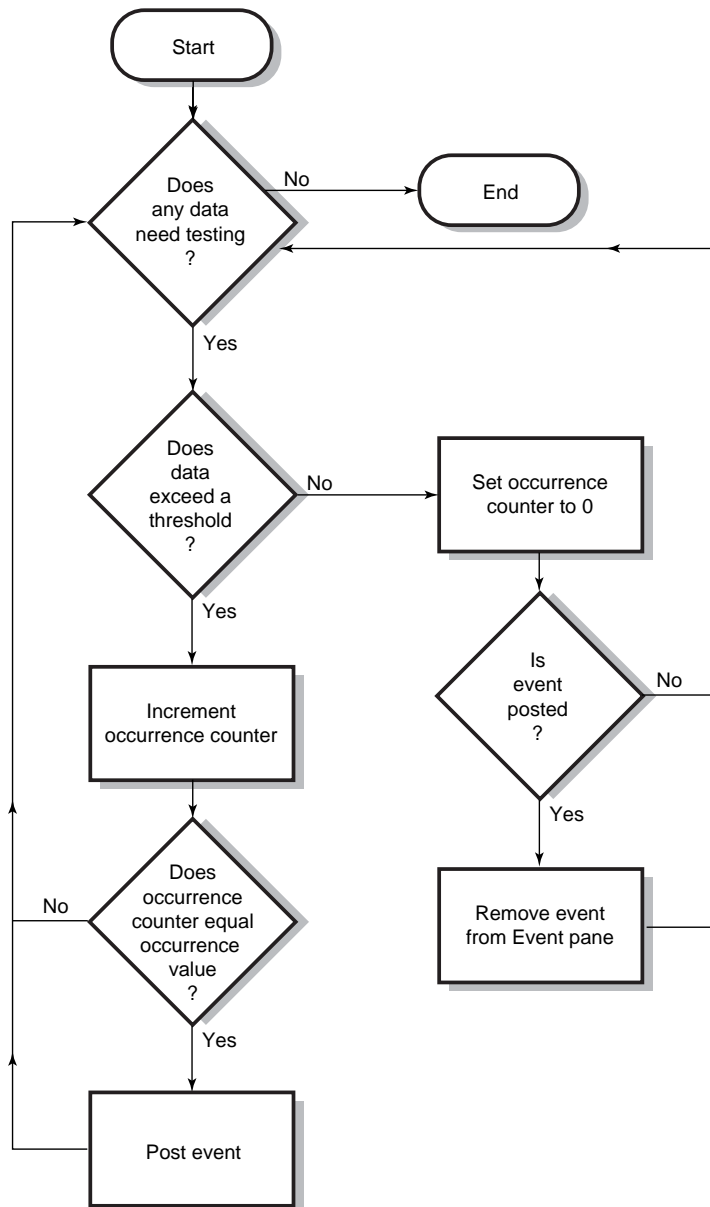 Start
Does
any data
need testing
?
No
End
Yes
Does
data
exceed a
threshold
?
No
Set occurrence
counter to 0
Yes
Increment
occurrence counter
Is
event
posted
?
No
Yes
Does
occurrence
counter equal
occurrence
value
?
No
Remove event
from Event pane
Yes
Post event